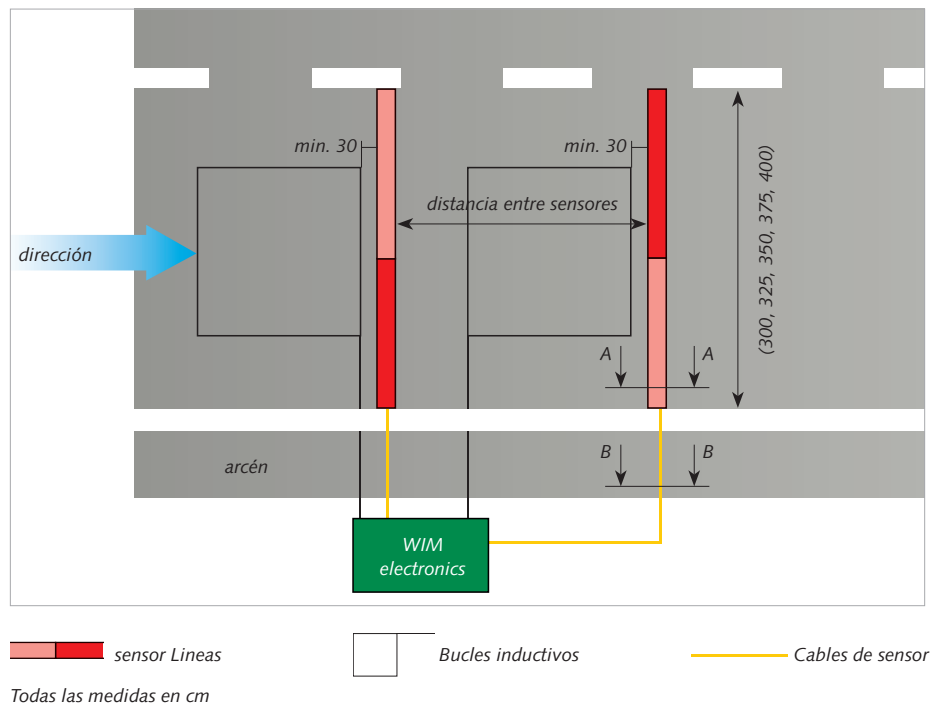 min. 30
min. 30
distancia entre sensores
dirección
(300, 325, 350, 375, 400)
A
A
B
B
arcén
WIM
electronics
sensor Lineas
Bucles inductivos
Cables de sensor
Todas las medidas en cm